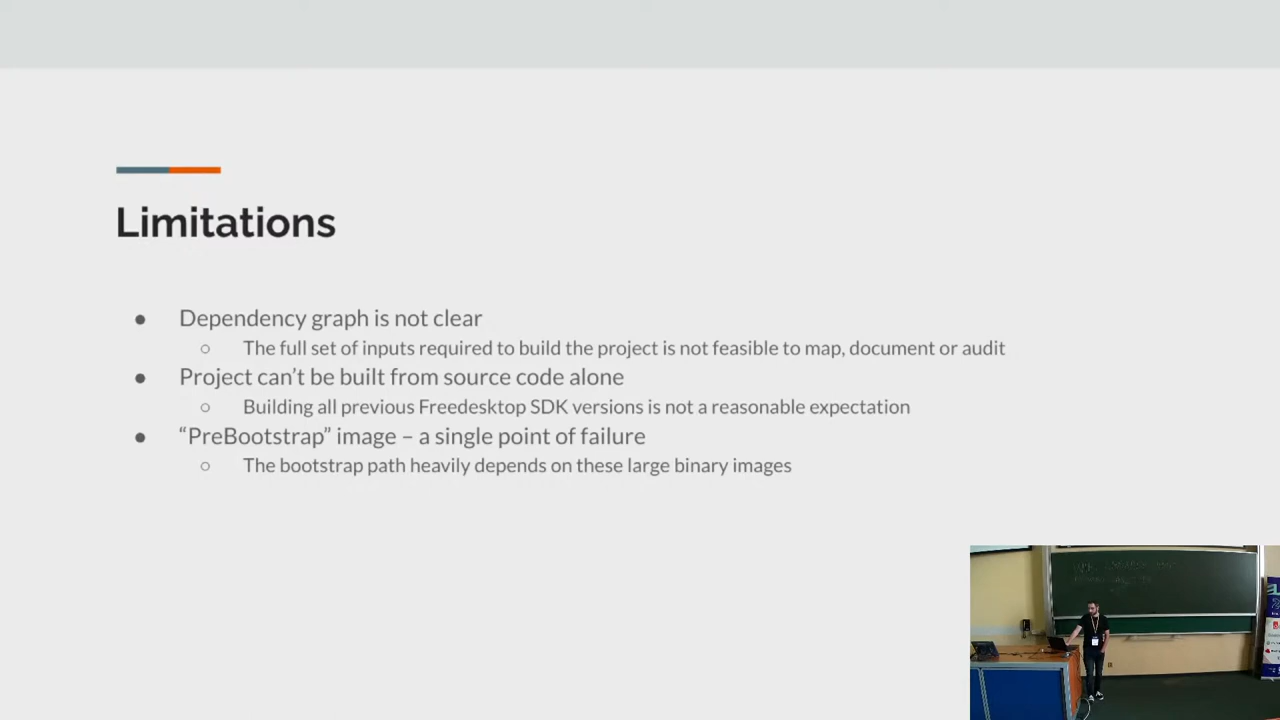 Limitations
● Dependency graph is not clear
○ The full set of inputs required to build the project is not feasible to map, document or audit
● Project can’t be built from source code alone
○ Building all previous Freedesktop SDK versions is not a reasonable expectation
● “PreBootstrap” image – a single point of failure
○ The bootstrap path heavily depends on these large binary images